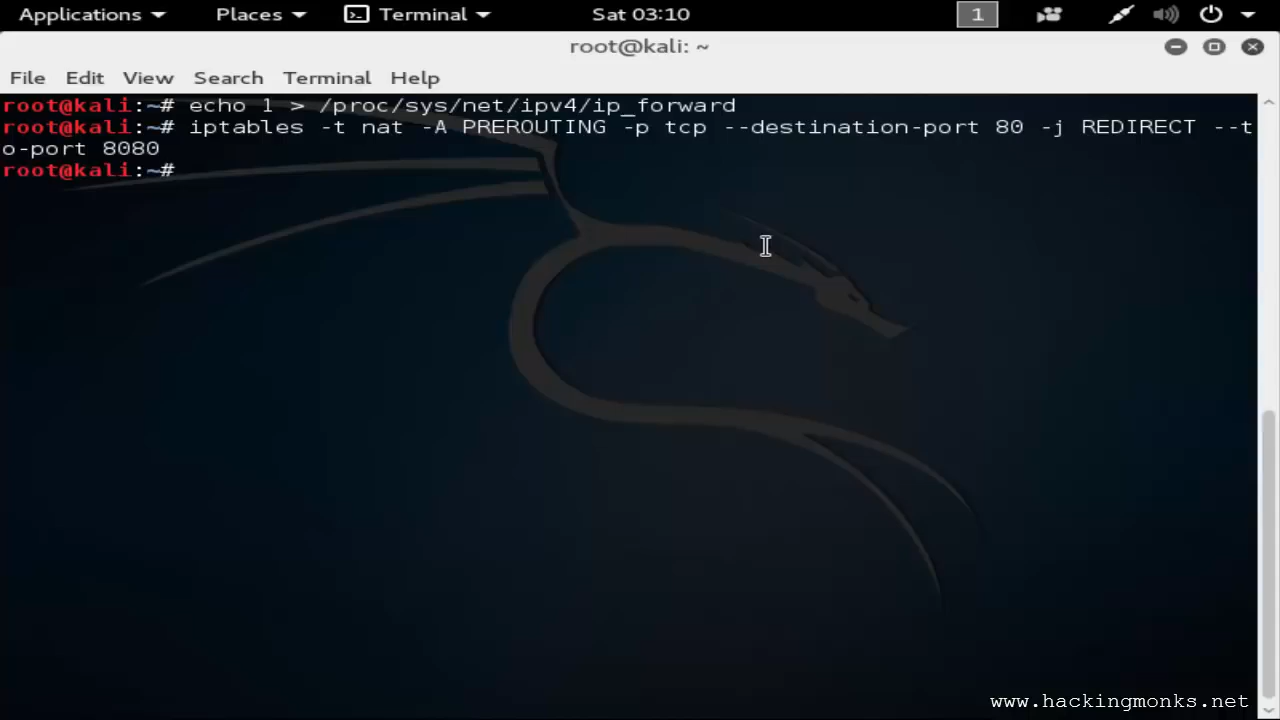 Applications Places Terminal Sat 03:10 1
root@kali: ~
File Edit View Search Terminal Help
root@kali:~# echo 1 > /proc/sys/net/ipv4/ip_forward
root@kali:~# iptables -t nat -A PREROUTING -p tcp --destination-port 80 -j REDIRECT --t
o-port 8080
root@kali:~#
www.hackingmonks.net